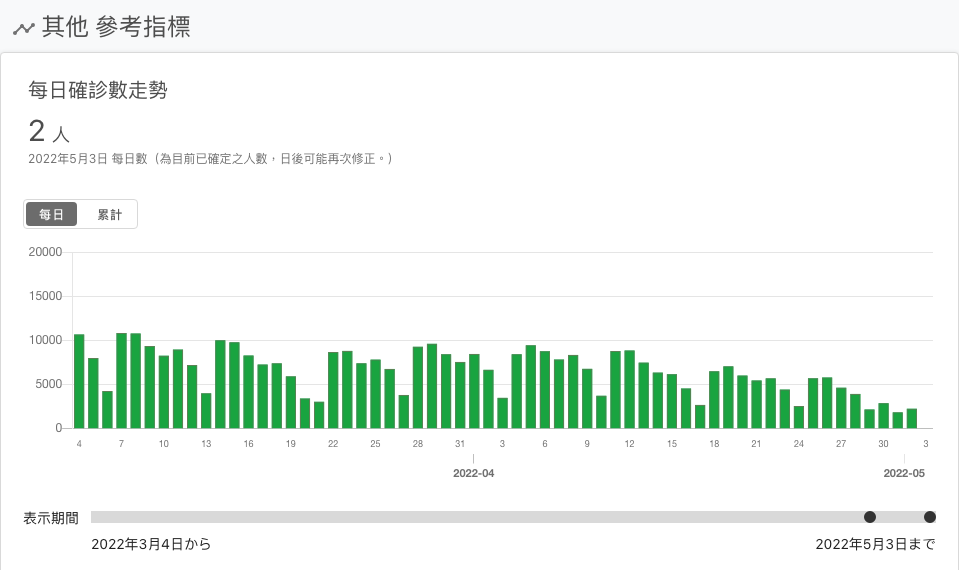 其他 參考指標
每日確診數走勢
2 人
2022年5月3日 每日數（為目前已確定之人數，日後可能再次修正。）
每日 累計
20000
15000
10000
5000
0
4 7 10 13 16 19 22 25 28 31 3 6 9 12 15 18 21 24 27 30 3
2022-04 2022-05
表示期間
2022年3月4日から 2022年5月3日まで